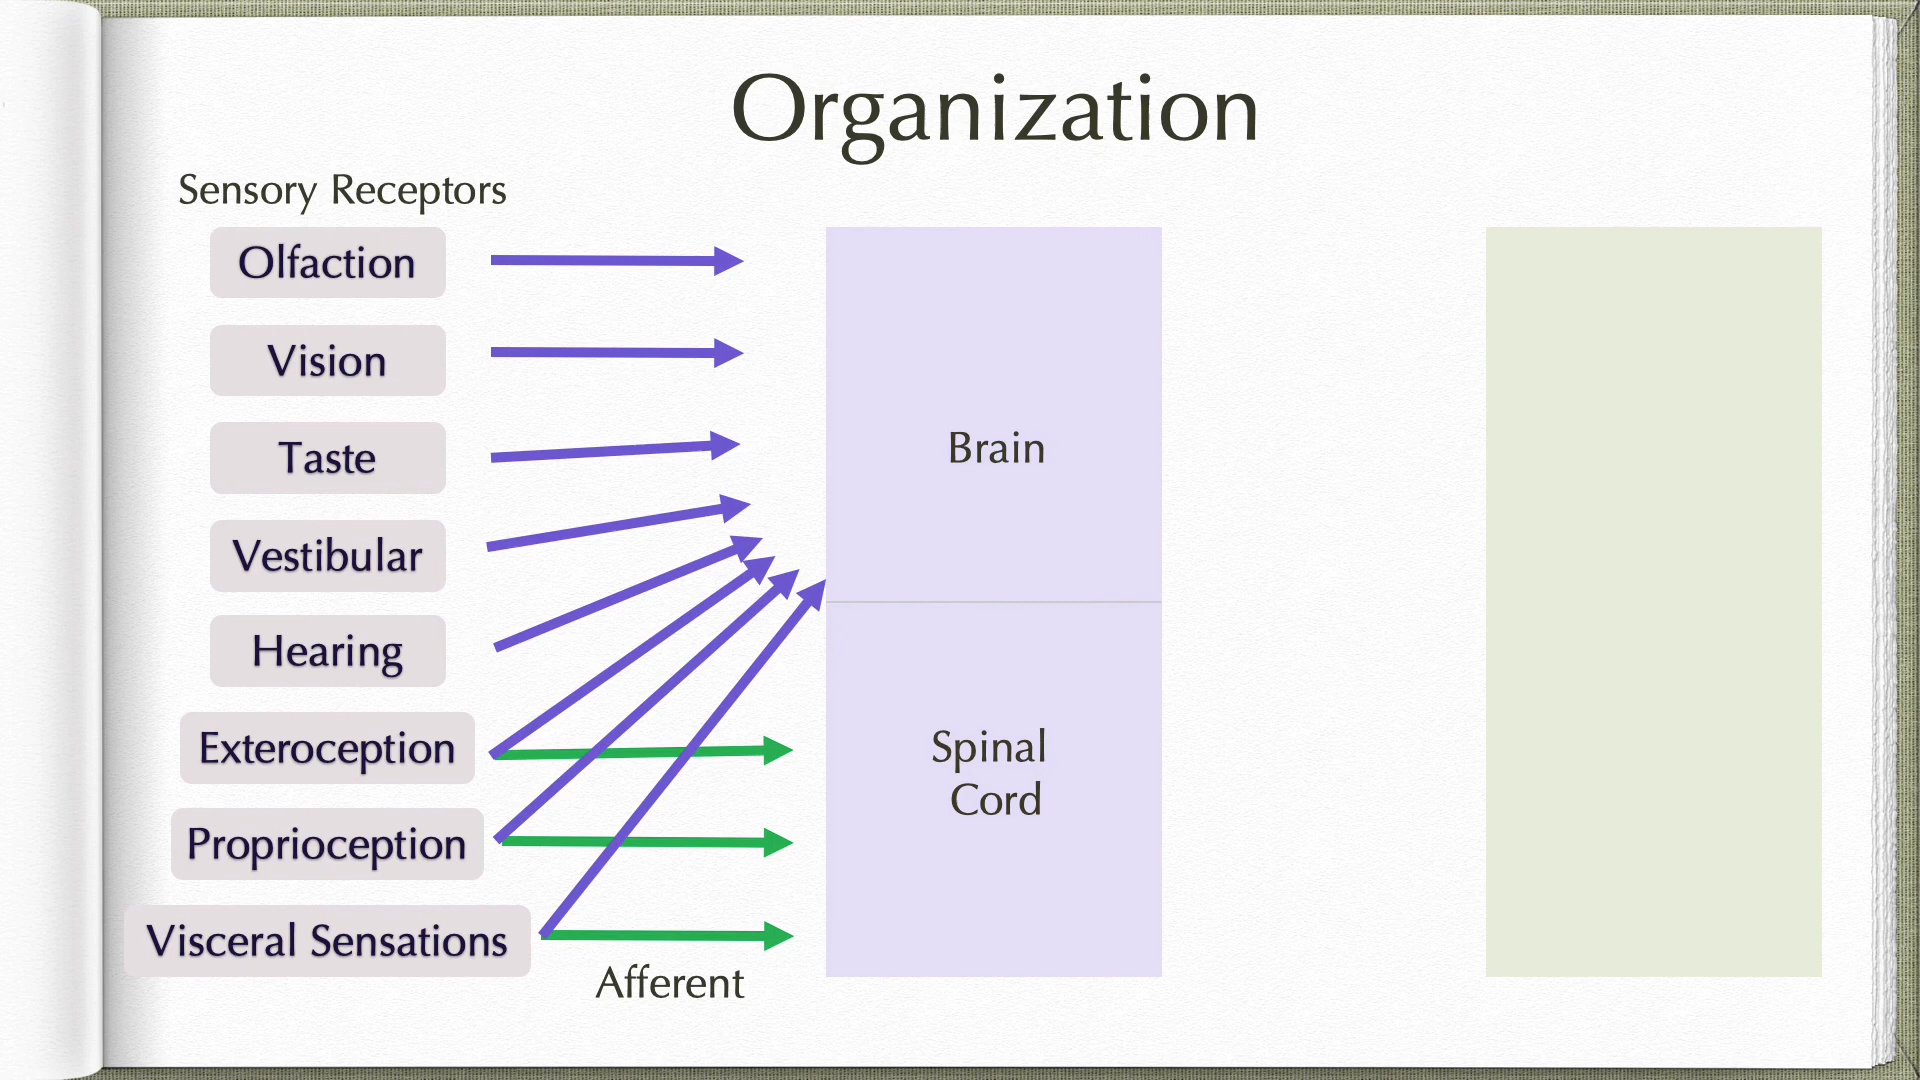 Organization
Sensory Receptors
Olfaction
Vision
Taste
Vestibular
Hearing
Exteroception
Proprioception
Visceral Sensations
Afferent
Brain
Spinal
Cord